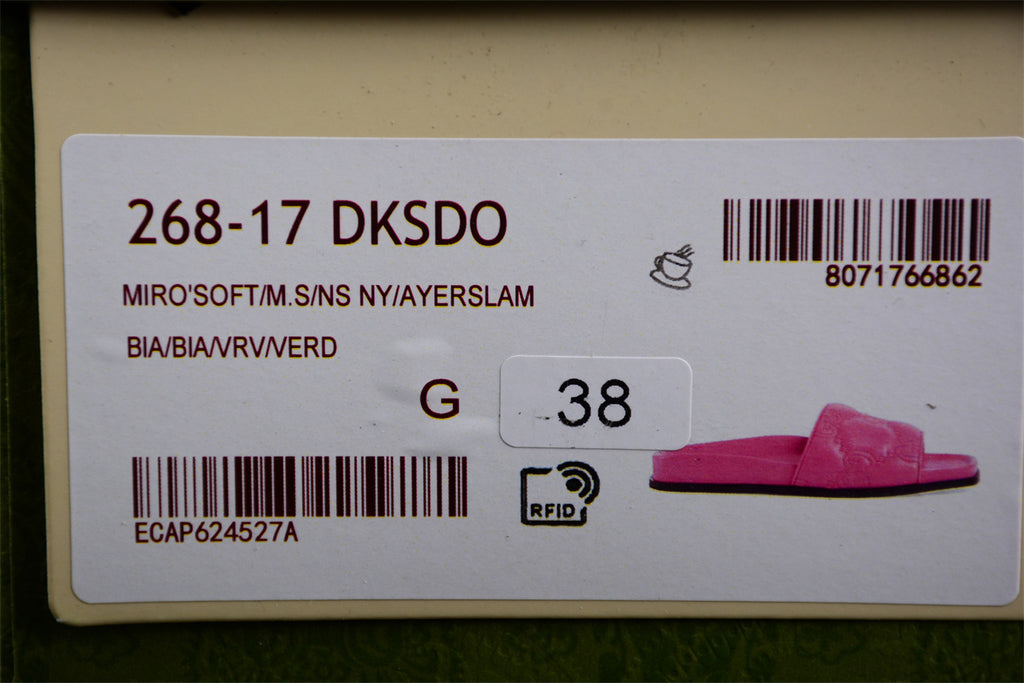 268-17 DKSDO
8071766862
MIRO'SOFT/M.S/NS NY/AYERSLAM
BIA/BIA/VRV/VERD
G 38
ECAP624527A
RFID